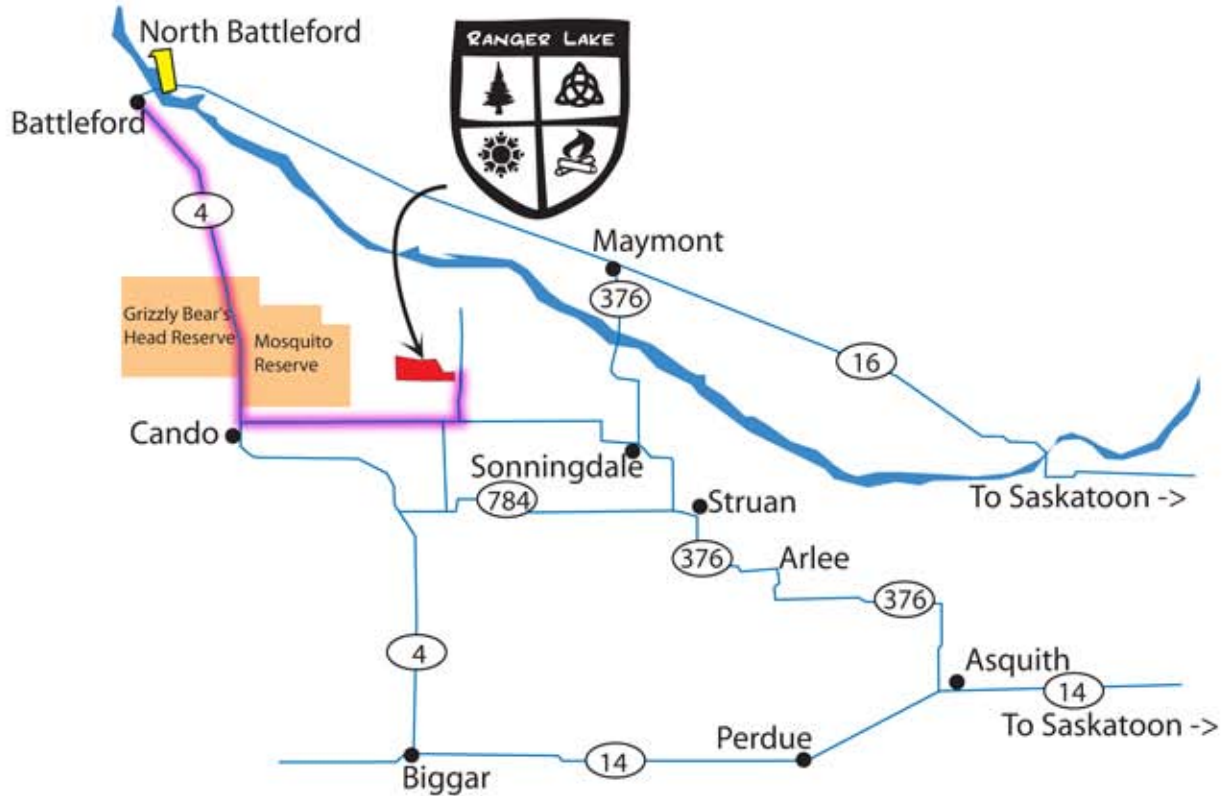 North Battleford
RANGER LAKE
Battleford
4
Maymont
376
Grizzly Bear's
Head Reserve
Mosquito
Reserve
16
Cando
Sonningdale
784
Struan
To Saskatoon ->
376
Arlee
376
4
Asquith
14
To Saskatoon ->
Perdue
14
Biggar